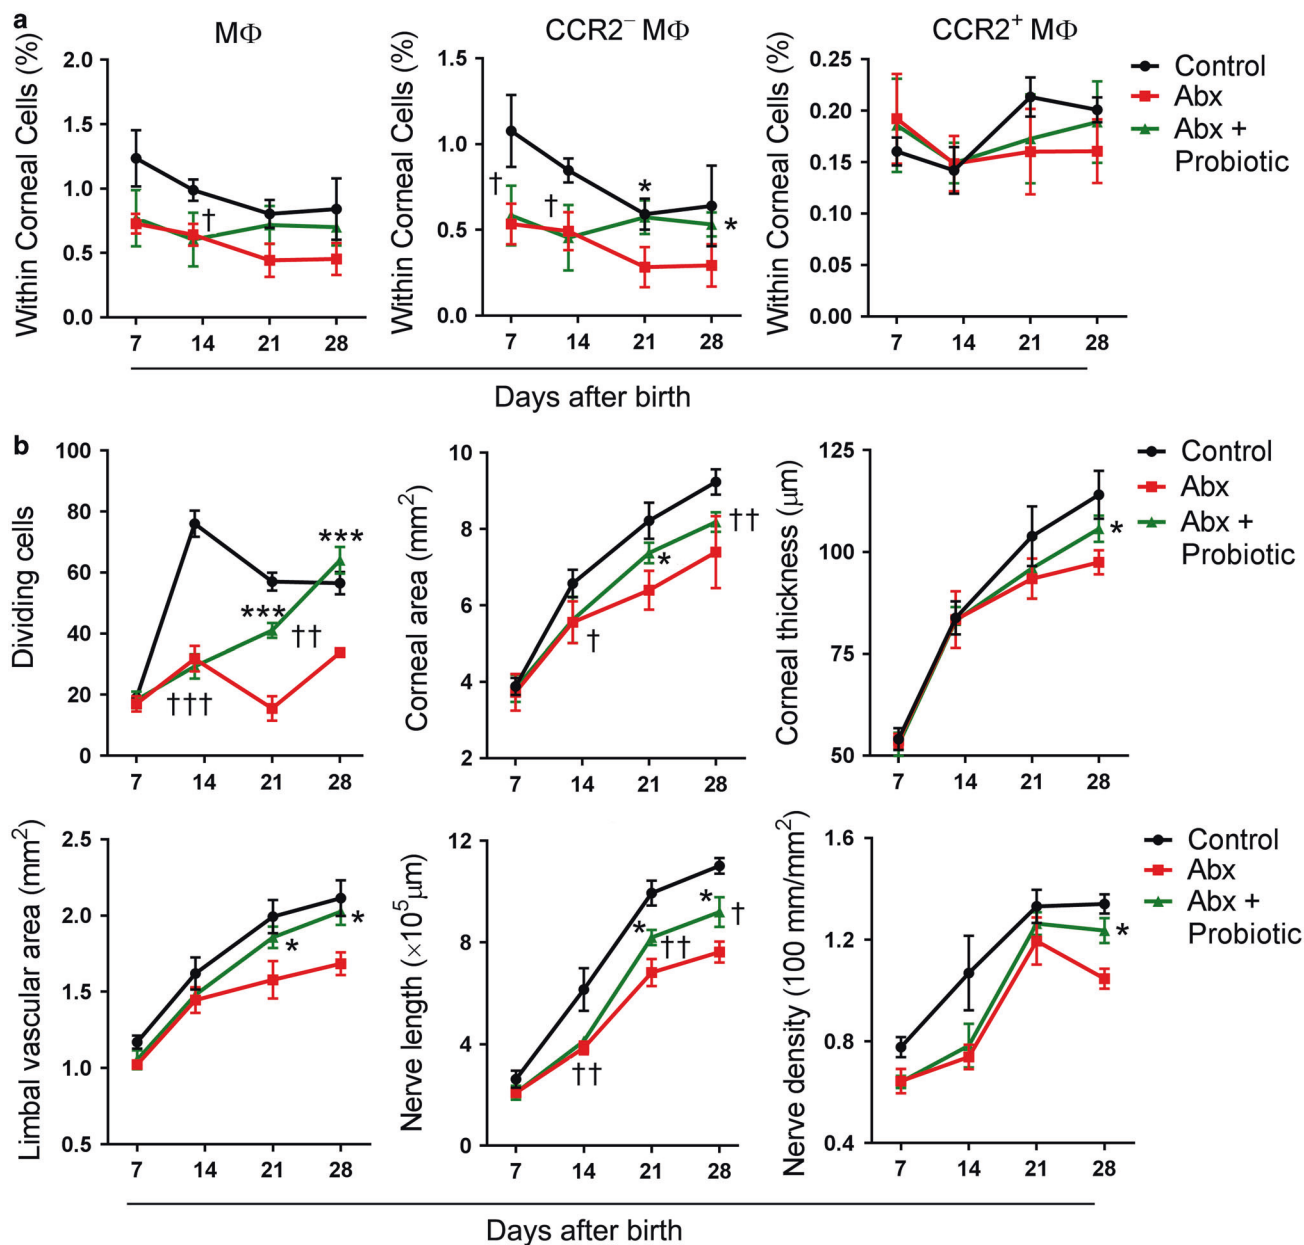 a
MΦ
CCR2⁻ MΦ
CCR2⁺ MΦ
Within Corneal Cells (%)
2.0
1.5
1.0
0.5
0.0
7 14 21 28
†
Within Corneal Cells (%)
1.5
1.0
0.5
0.0
7 14 21 28
† † * *
Within Corneal Cells (%)
0.25
0.20
0.15
0.10
0.05
0.00
7 14 21 28
Control
Abx
Abx +
Probiotic
Days after birth
b
Dividing cells
100
80
60
40
20
0
7 14 21 28
†††
***
††
***
Corneal area (mm²)
10
8
6
4
2
7 14 21 28
†
*
††
Corneal thickness (μm)
125
100
75
50
7 14 21 28
*
Control
Abx
Abx +
Probiotic
Limbal vascular area (mm²)
2.5
2.0
1.5
1.0
0.5
7 14 21 28
*
*
Nerve length (×10⁵μm)
12
8
4
0
7 14 21 28
††
*
††
*
†
Nerve density (100 mm/mm²)
1.6
1.2
0.8
0.4
7 14 21 28
*
Control
Abx
Abx +
Probiotic
Days after birth